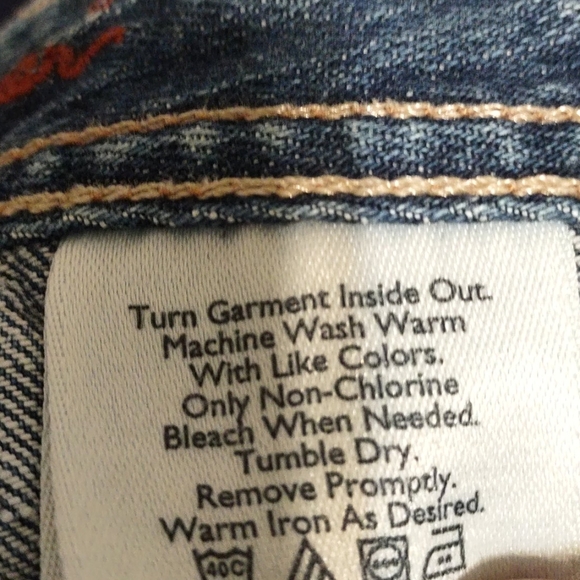 Turn Garment Inside Out.
Machine Wash Warm
With Like Colors.
Only Non-Chlorine
Bleach When Needed.
Tumble Dry.
Remove Promptly.
Warm Iron As Desired.
40C